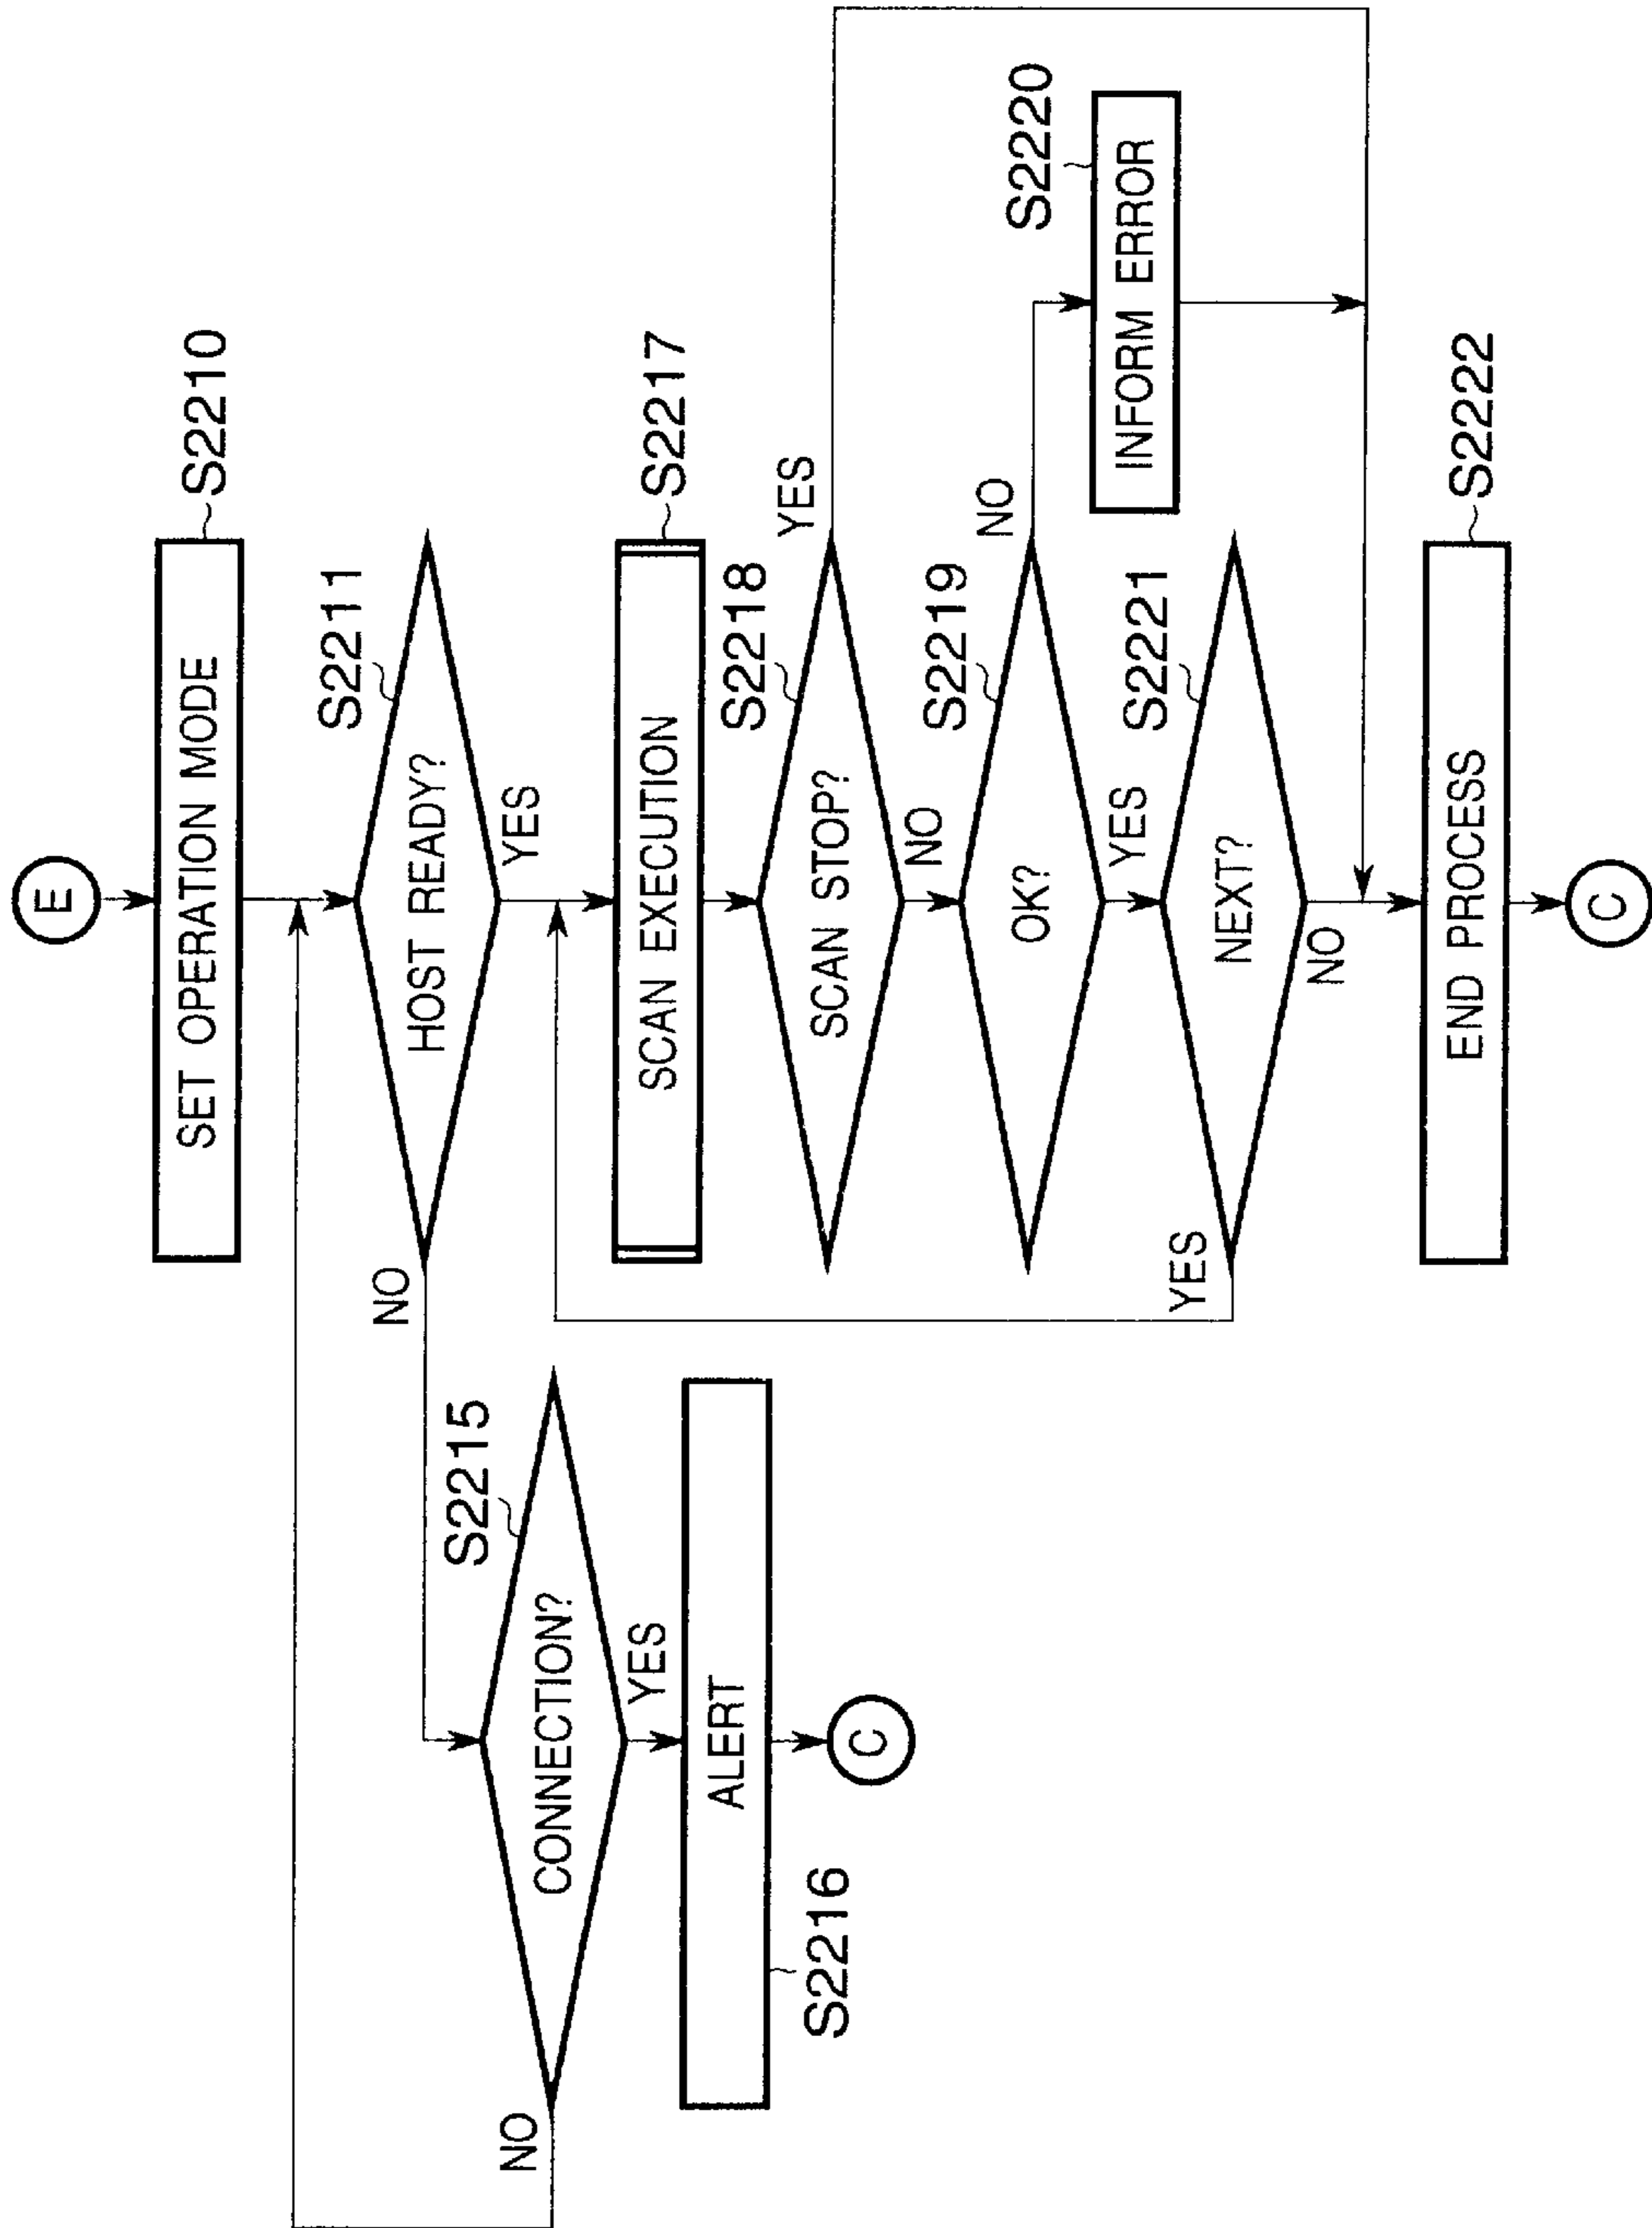 E
SET OPERATION MODE
S2210
HOST READY?
S2211
NO
YES
CONNECTION?
S2215
NO
YES
ALERT
S2216
C
SCAN EXECUTION
S2217
SCAN STOP?
S2218
YES
NO
OK?
S2219
NO
YES
INFORM ERROR
S2220
NEXT?
S2221
YES
NO
END PROCESS
S2222
C